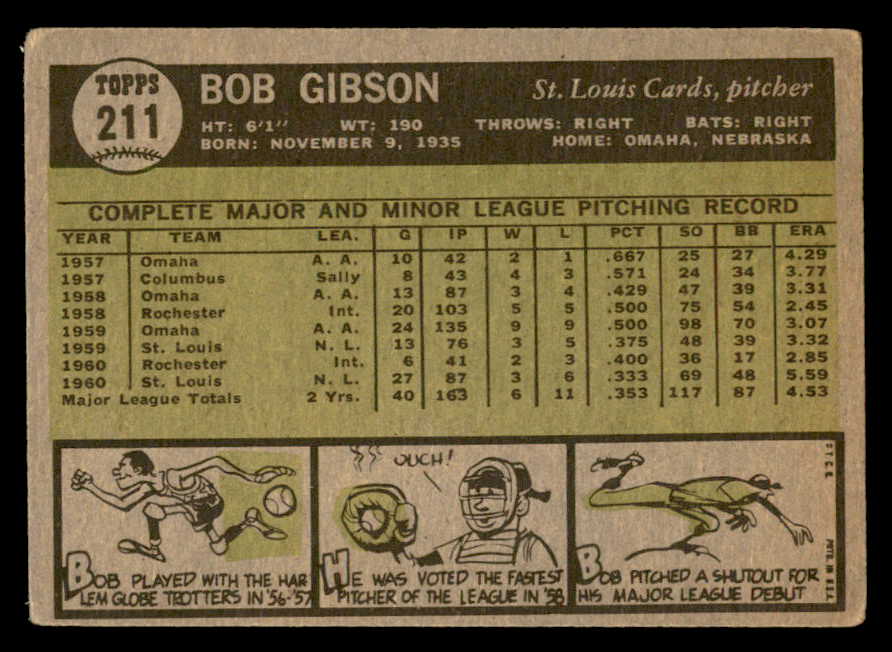 TOPPS
211
BOB GIBSON
St. Louis Cards, pitcher
HT: 6'1" WT: 190 THROWS: RIGHT BATS: RIGHT
BORN: NOVEMBER 9, 1935 HOME: OMAHA, NEBRASKA
COMPLETE MAJOR AND MINOR LEAGUE PITCHING RECORD
YEAR TEAM LEA. G IP W L PCT SO BB ERA
1957 Omaha A. A. 10 42 2 1 .667 25 27 4.29
1957 Columbus Sally 8 43 4 3 .571 24 34 3.77
1958 Omaha A. A. 13 87 3 4 .429 47 39 3.31
1958 Rochester Int. 20 103 5 5 .500 75 54 2.45
1959 Omaha A. A. 24 135 9 9 .500 98 70 3.07
1959 St. Louis N. L. 13 76 3 5 .375 48 39 3.32
1960 Rochester Int. 6 41 2 3 .400 36 17 2.85
1960 St. Louis N. L. 27 87 3 6 .333 69 48 5.59
Major League Totals 2 Yrs. 40 163 6 11 .353 117 87 4.53
BOB PLAYED WITH THE HAR
LEM GLOBE TROTTERS IN '56-'57
OUCH!
HE WAS VOTED THE FASTEST
PITCHER OF THE LEAGUE IN '58
BOB PITCHED A SHUTOUT FOR
HIS MAJOR LEAGUE DEBUT
©T.C.G. PRTD. IN U.S.A.